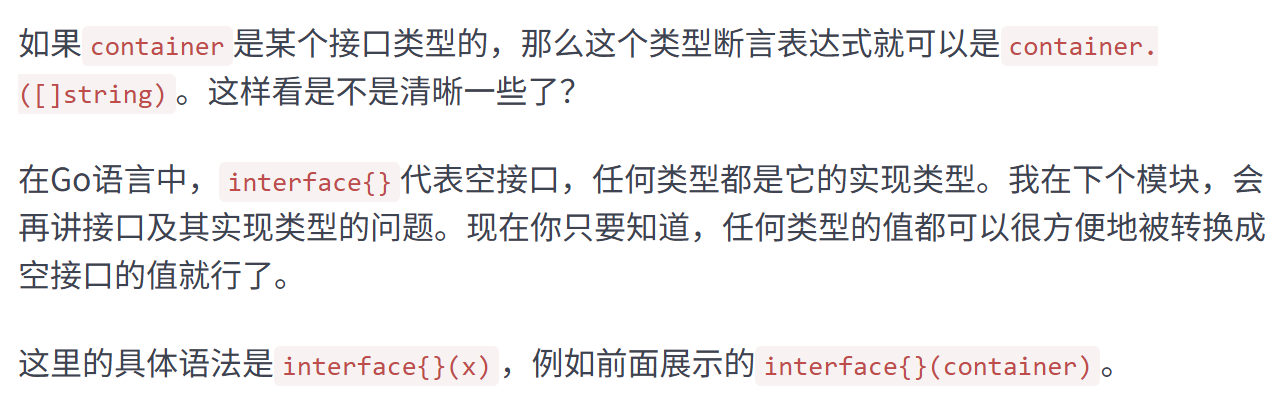 如果container是某个接口类型的，那么这个类型断言表达式就可以是container.
([]string)。这样看是不是清晰一些了？
在Go语言中，interface{}代表空接口，任何类型都是它的实现类型。我在下个模块，会
再讲接口及其实现类型的问题。现在你只要知道，任何类型的值都可以很方便地被转换成
空接口的值就行了。
这里的具体语法是interface{}(x)，例如前面展示的interface{}(container)。